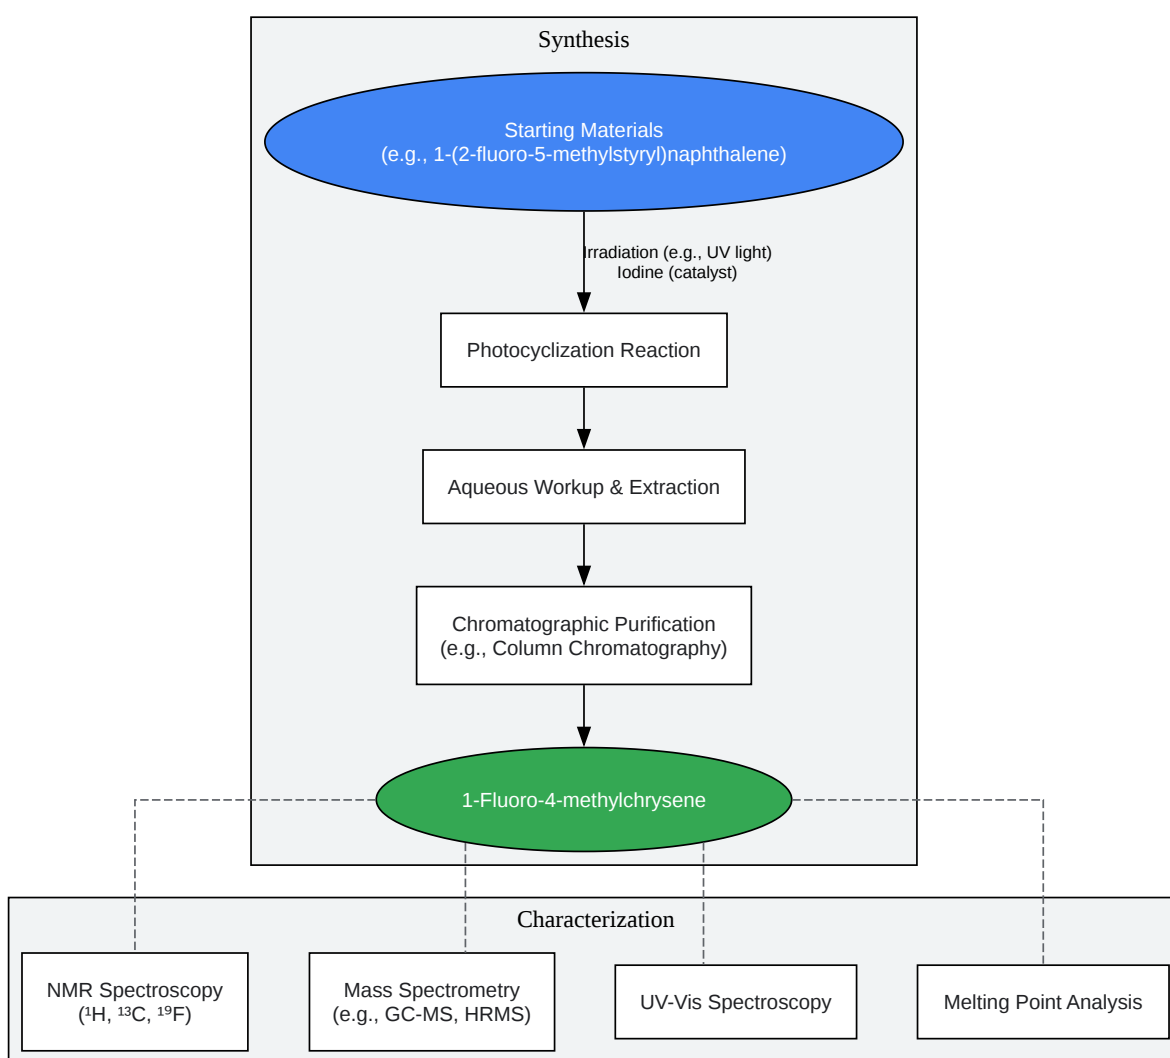 Synthesis
Starting Materials
(e.g., 1-(2-fluoro-5-methylstyryl)naphthalene)
Irradiation (e.g., UV light)
Iodine (catalyst)
Photocyclization Reaction
Aqueous Workup & Extraction
Chromatographic Purification
(e.g., Column Chromatography)
1-Fluoro-4-methylchrysene
Characterization
NMR Spectroscopy
(¹H, ¹³C, ¹⁹F)
Mass Spectrometry
(e.g., GC-MS, HRMS)
UV-Vis Spectroscopy
Melting Point Analysis